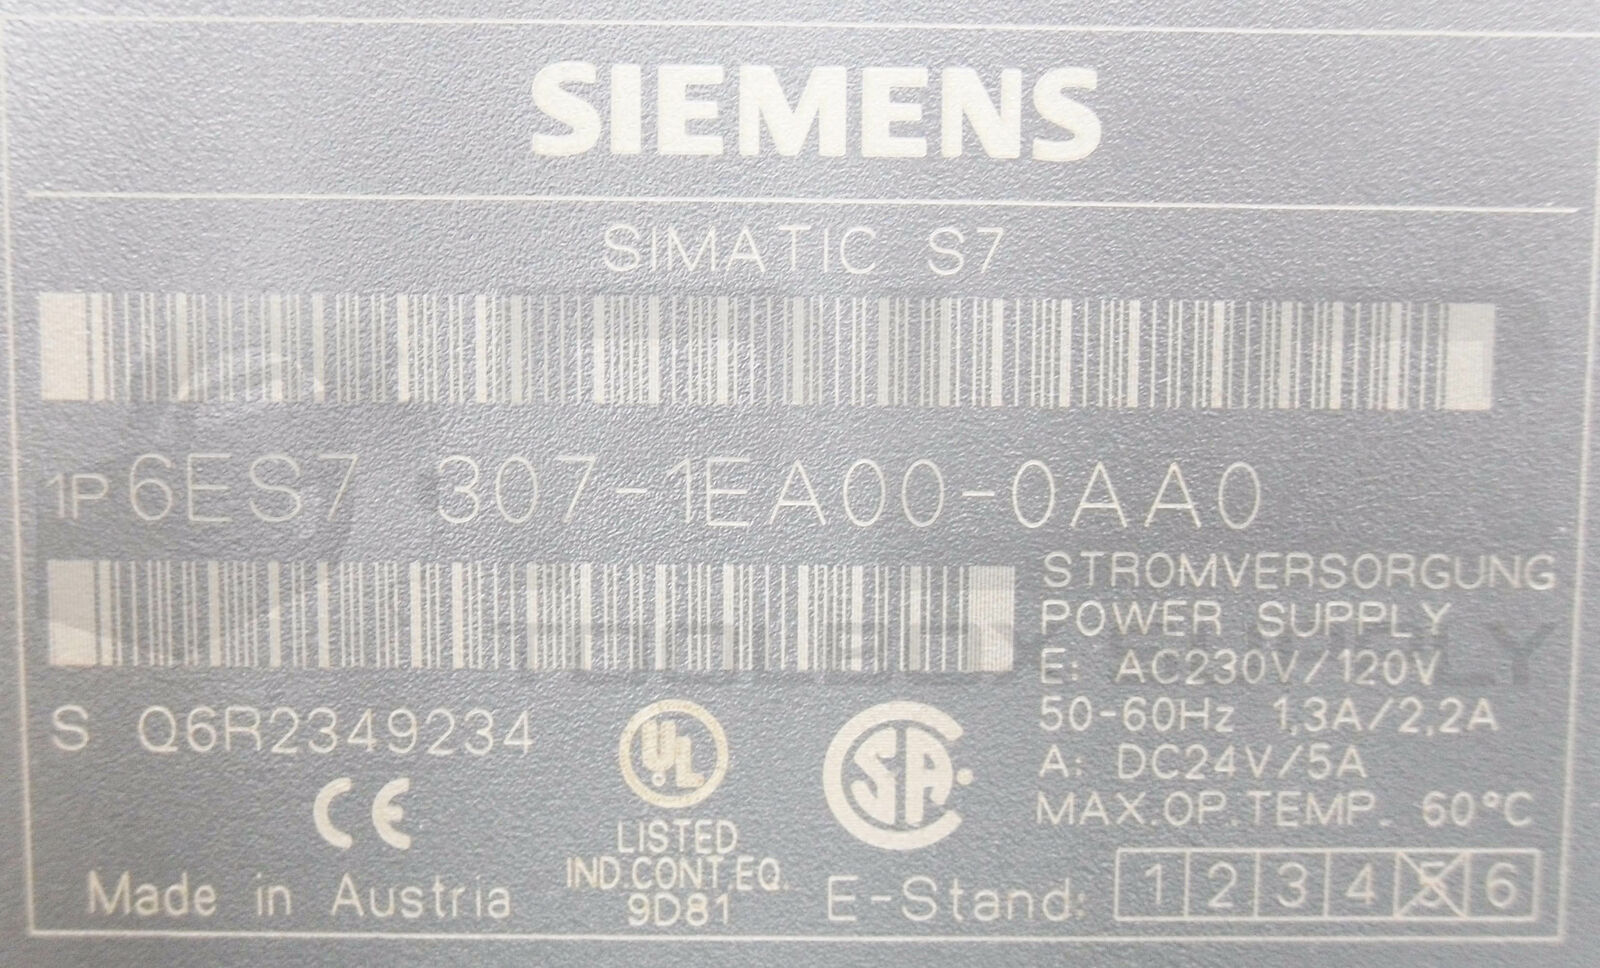 SIEMENS
SIMATIC S7
1P 6ES7 307-1EA00-0AA0
STROMVERSORGUNG
POWER SUPPLY
E: AC230V/120V
50-60Hz 1,3A/2,2A
A: DC24V/5A
MAX.OP.TEMP. 60°C
S Q6R2349234
CE
UL
LISTED
IND.CONT.EQ.
9D81
SA
Made in Austria
E-Stand: 1 2 3 4 5 6